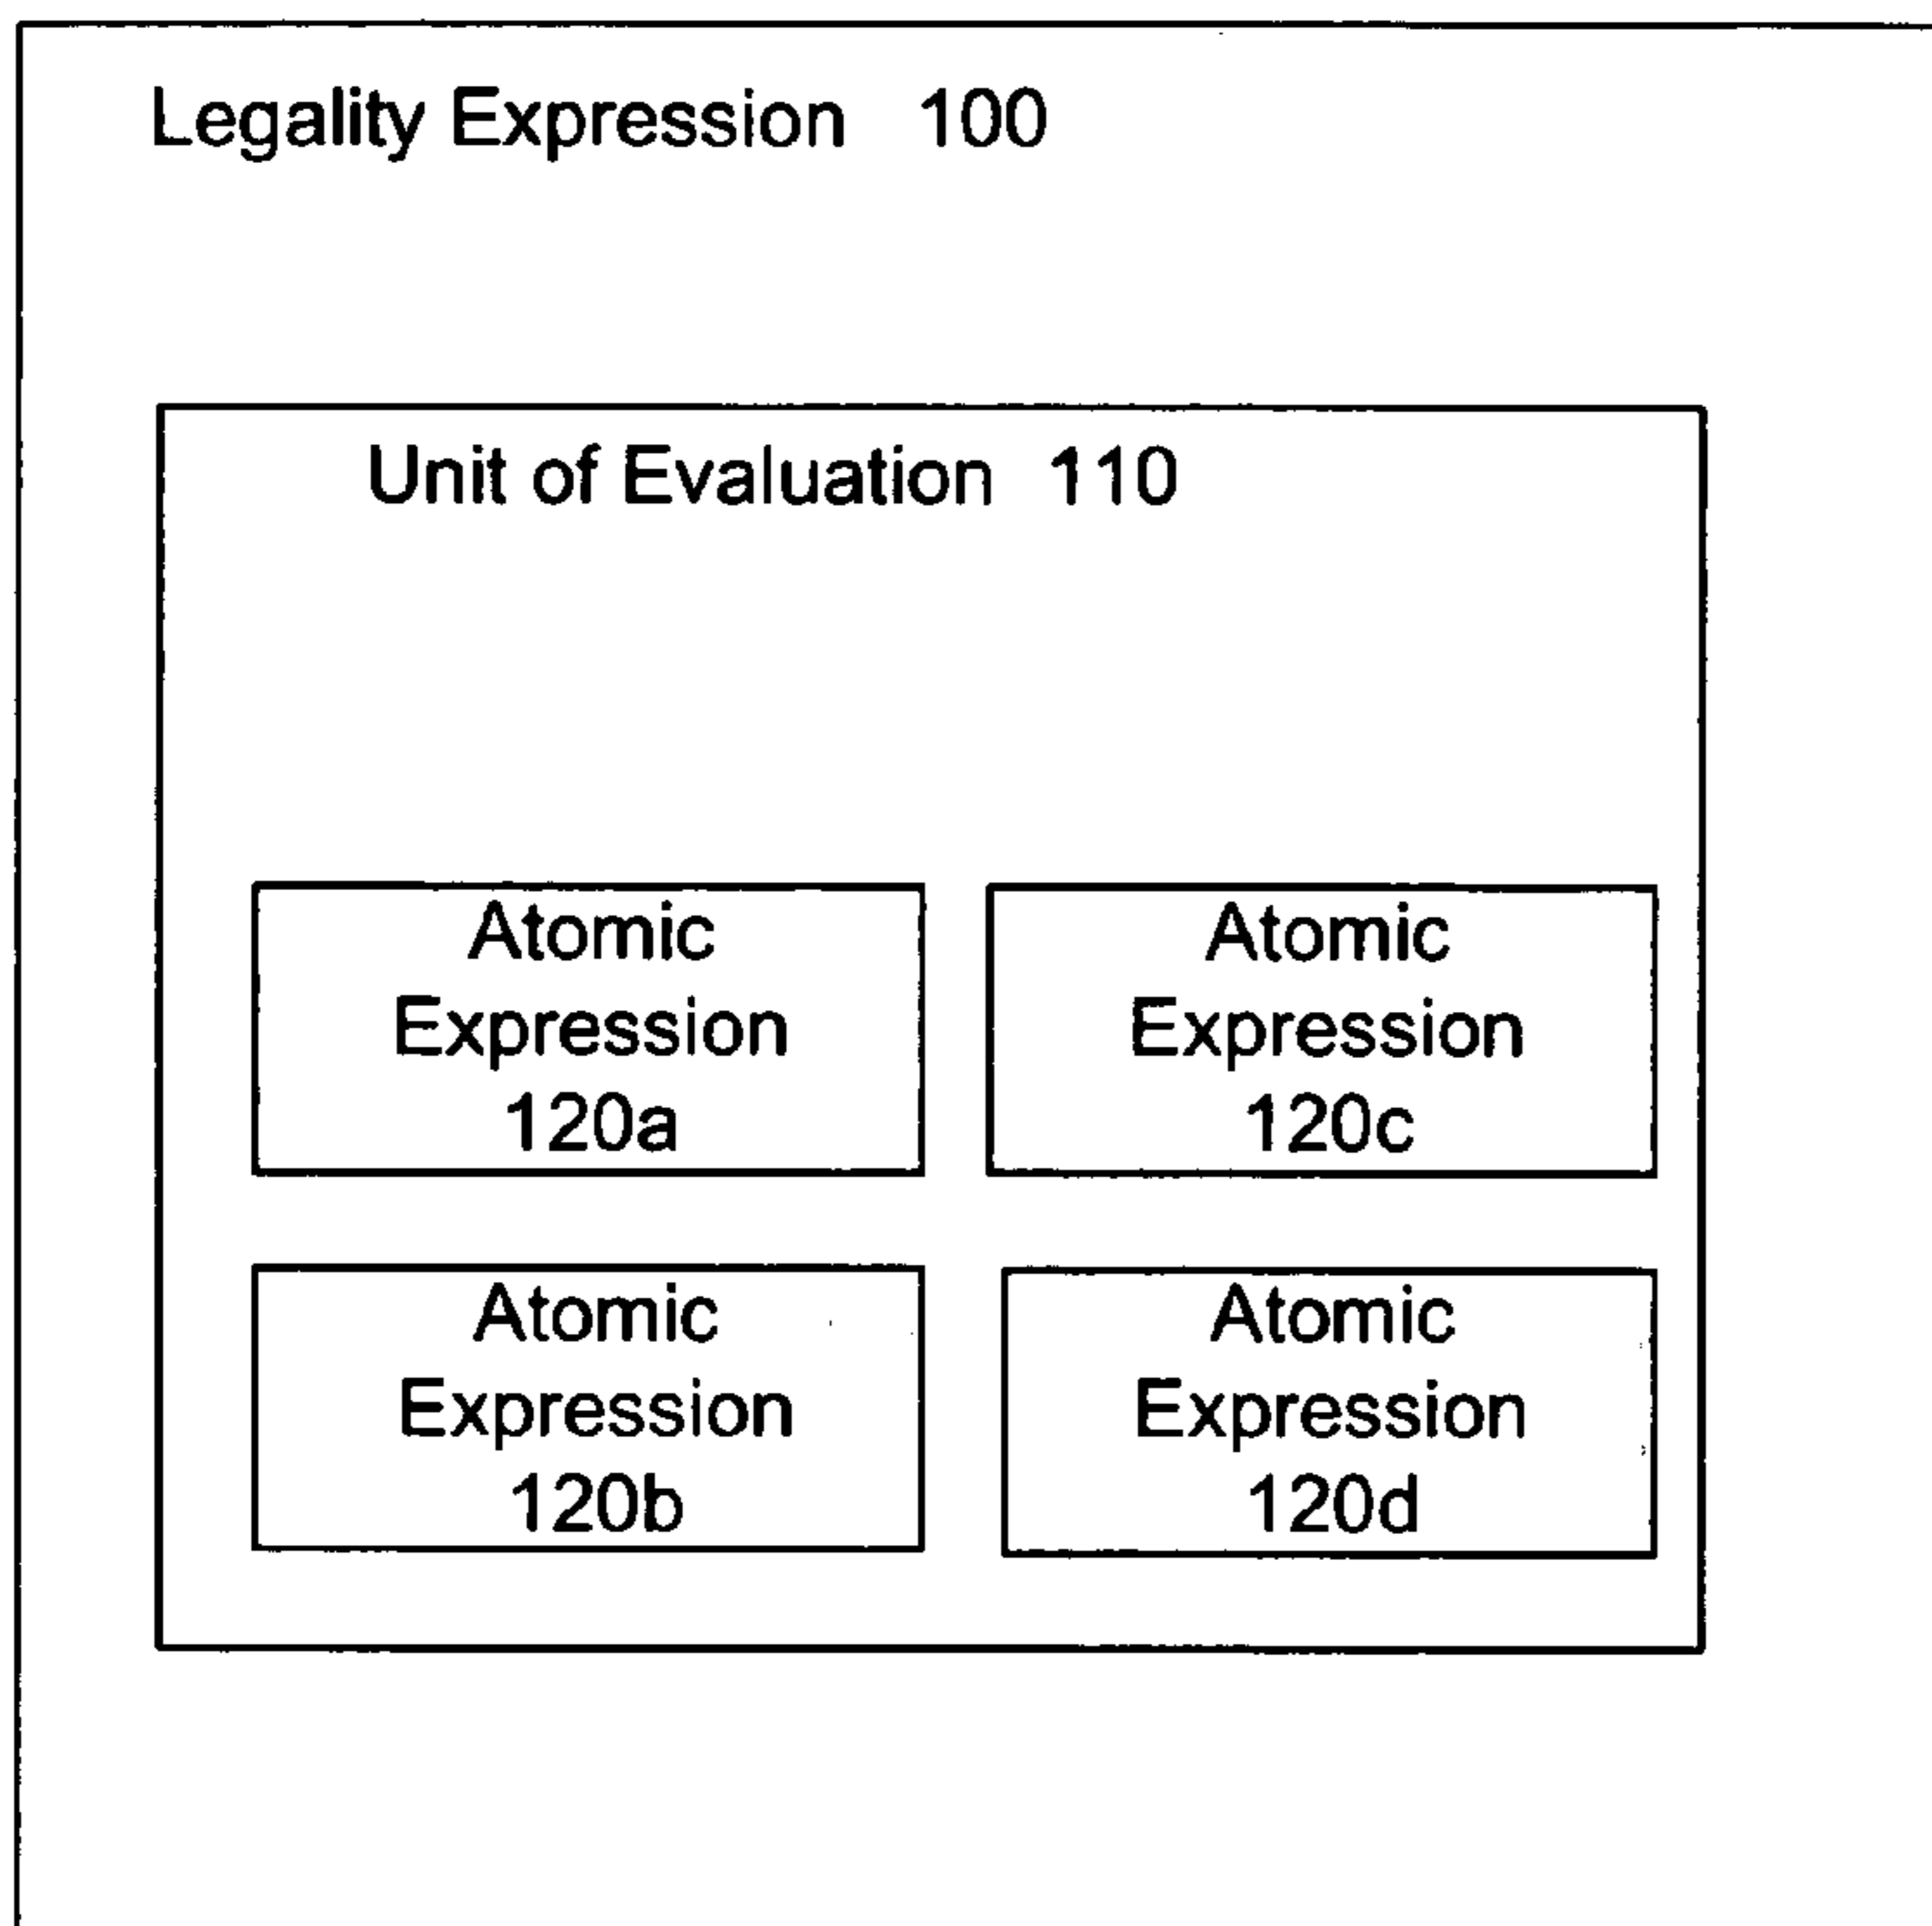 Legality Expression 100
Unit of Evaluation 110
Atomic
Expression
120a
Atomic
Expression
120c
Atomic
Expression
120b
Atomic
Expression
120d